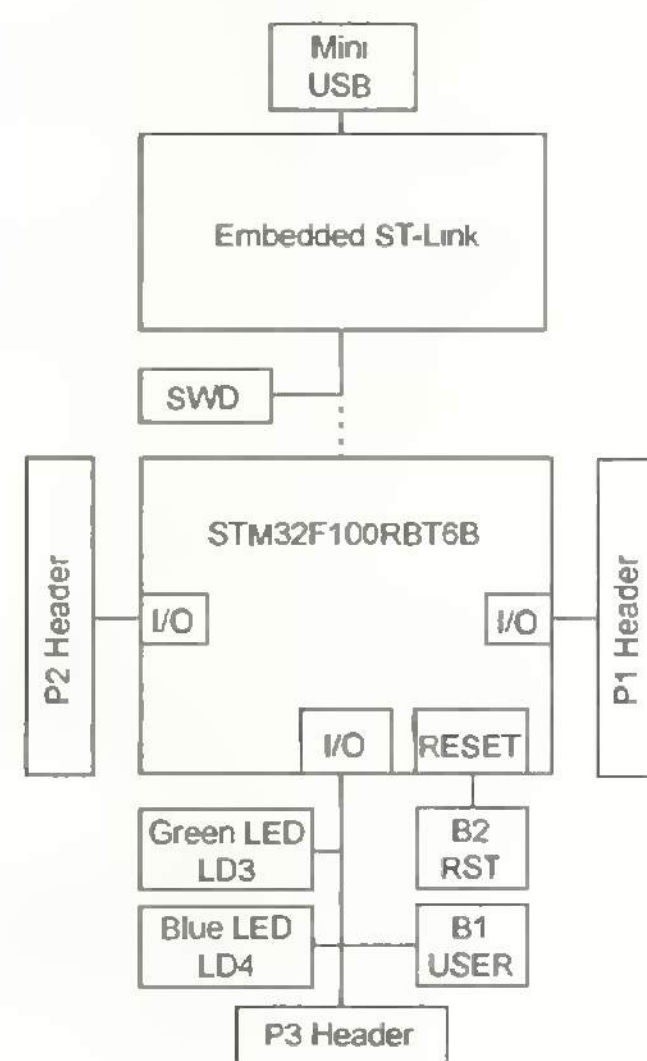 Mini
USB
Embedded ST-Link
SWD
STM32F100RBT6B
P2 Header
I/O
I/O
P1 Header
I/O
RESET
Green LED
LD3
B2
RST
Blue LED
LD4
B1
USER
P3 Header